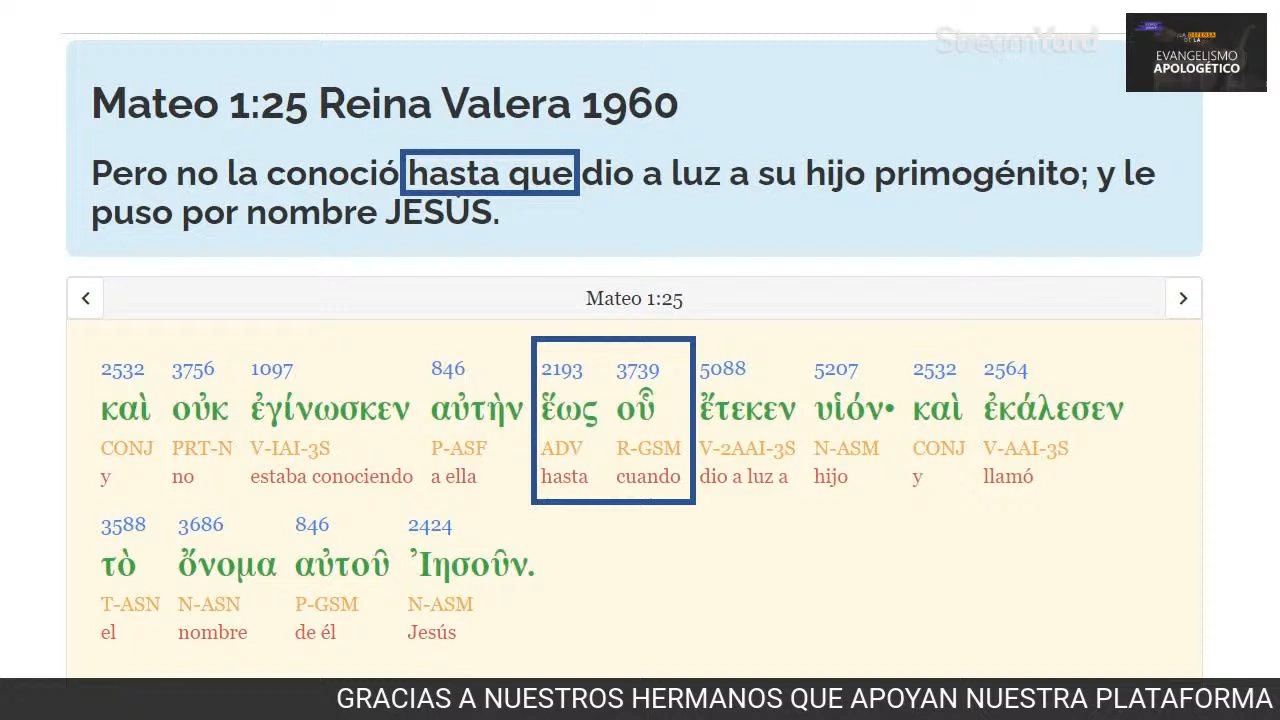 StreamYard
¡LA DEFENSA
DE LA
EVANGELISMO
APOLOGÉTICO
Mateo 1:25 Reina Valera 1960
Pero no la conoció hasta que dio a luz a su hijo primogénito; y le
puso por nombre JESÚS.
Mateo 1:25
2532 3756 1097 846 2193 3739 5088 5207 2532 2564
καὶ οὐκ ἐγίνωσκεν αὐτὴν ἕως οὗ ἔτεκεν υἱόν· καὶ ἐκάλεσεν
CONJ PRT-N V-IAI-3S P-ASF ADV R-GSM V-2AAI-3S N-ASM CONJ V-AAI-3S
y no estaba conociendo a ella hasta cuando dio a luz a hijo y llamó
3588 3686 846 2424
τὸ ὄνομα αὐτοῦ Ἰησοῦν.
T-ASN N-ASN P-GSM N-ASM
el nombre de él Jesús
GRACIAS A NUESTROS HERMANOS QUE APOYAN NUESTRA PLATAFORMA